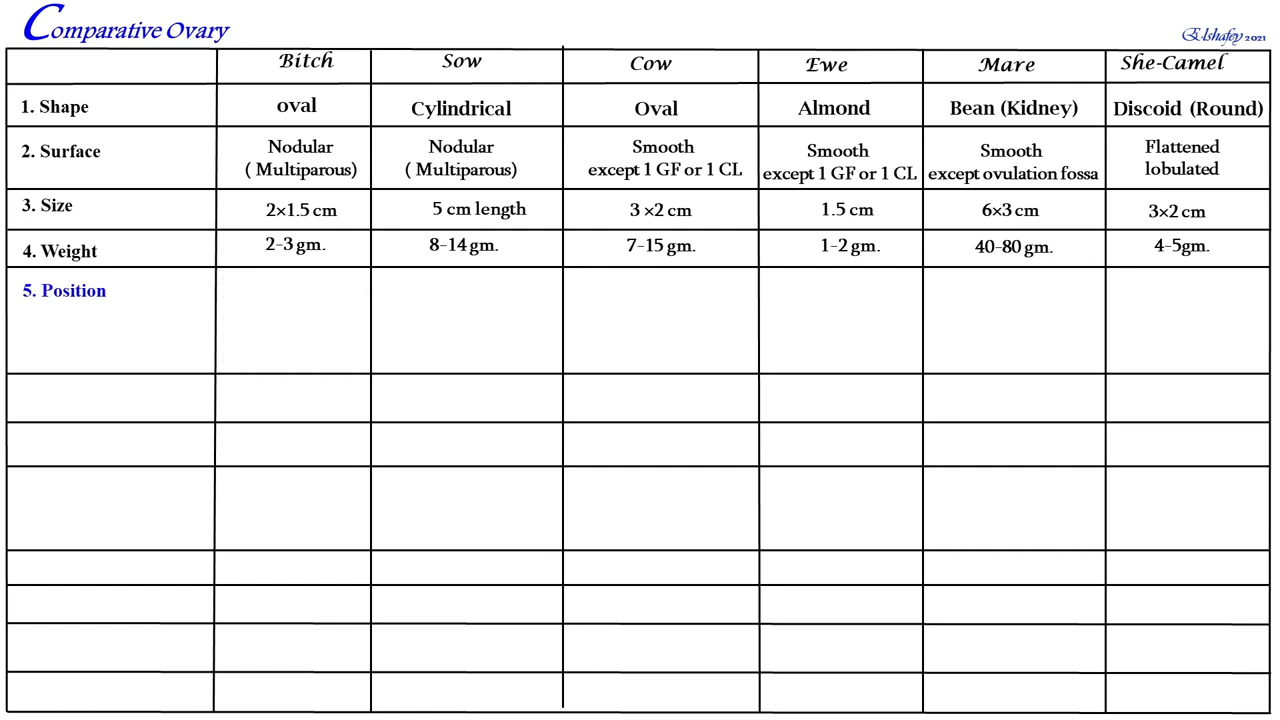 Comparative Ovary
Elshafey 2021
Bitch Sow Cow Ewe Mare She-Camel
1. Shape oval Cylindrical Oval Almond Bean (Kidney) Discoid (Round)
2. Surface Nodular Nodular Smooth Smooth Smooth Flattened
( Multiparous) ( Multiparous) except 1 GF or 1 CL except 1 GF or 1 CL except ovulation fossa lobulated
3. Size 2×1.5 cm 5 cm length 3 ×2 cm 1.5 cm 6×3 cm 3×2 cm
4. Weight 2-3 gm. 8-14 gm. 7-15 gm. 1-2 gm. 40-80 gm. 4-5gm.
5. Position